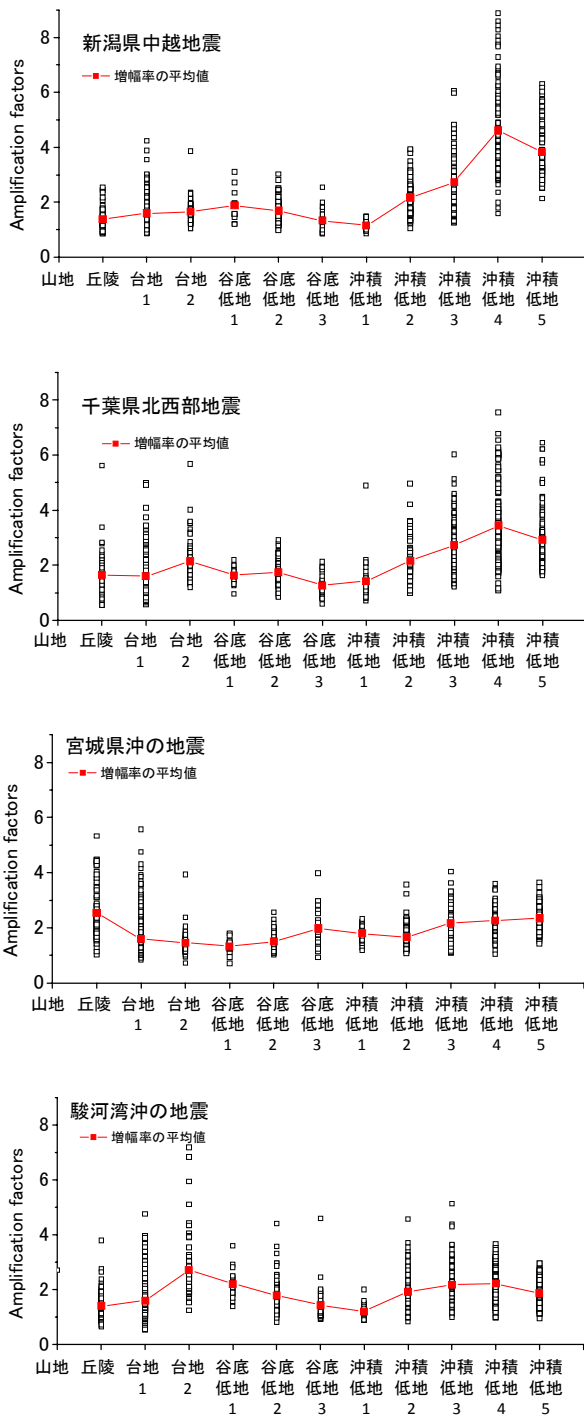 新潟県中越地震
増幅率の平均値
Amplification factors
8
6
4
2
0
山地 丘陵 台地 台地 谷底 谷底 谷底 沖積 沖積 沖積 沖積 沖積
1 2 低地 低地 低地 低地 低地 低地 低地 低地
1 2 3 1 2 3 4 5
千葉県北西部地震
増幅率の平均値
Amplification factors
8
6
4
2
0
山地 丘陵 台地 台地 谷底 谷底 谷底 沖積 沖積 沖積 沖積 沖積
1 2 低地 低地 低地 低地 低地 低地 低地 低地
1 2 3 1 2 3 4 5
宮城県沖の地震
増幅率の平均値
Amplification factors
8
6
4
2
0
山地 丘陵 台地 台地 谷底 谷底 谷底 沖積 沖積 沖積 沖積 沖積
1 2 低地 低地 低地 低地 低地 低地 低地 低地
1 2 3 1 2 3 4 5
駿河湾沖の地震
増幅率の平均値
Amplification factors
8
6
4
2
0
山地 丘陵 台地 台地 谷底 谷底 谷底 沖積 沖積 沖積 沖積 沖積
1 2 低地 低地 低地 低地 低地 低地 低地 低地
1 2 3 1 2 3 4 5